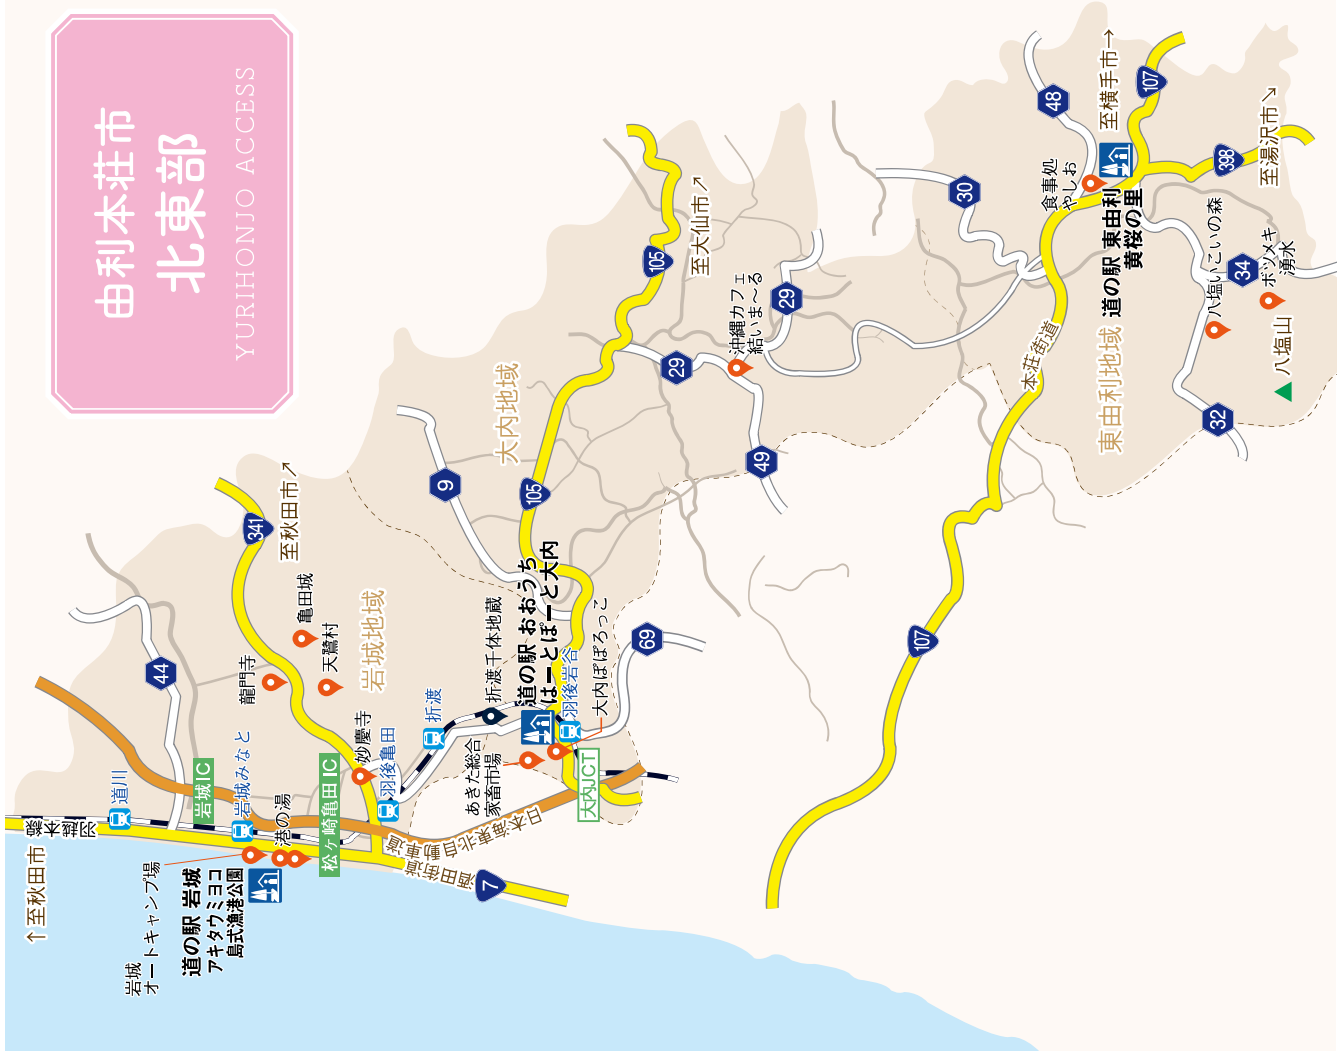 由利本荘市
北東部
YURIHONJO ACCESS
↑至秋田市
羽越本線
道川
岩城IC
44
岩城みなと
港の湯
岩城
オートキャンプ場
道の駅 岩城
アキタウミヨコ
島式漁港公園
松ヶ崎亀田IC
341
至秋田市↗
龍門寺
亀田城
天鷺村
岩城地域
妙慶寺
羽後亀田
折渡
折渡千体地蔵
酒田街道
日本海東北自動車道
7
9
大内地域
105
105
至大仙市↗
道の駅 おおうち
はーとぽーと大内
羽後岩谷
あきた総合
家畜市場
大内JCT
大内ぽぽろっこ
69
29
29
沖縄カフェ
結いま〜る
49
107
本荘街道
30
48
至横手市→
107
食事処
やしお
道の駅 東由利
黄桜の里
398
至湯沢市↘
東由利地域
八塩いこいの森
34
ボツメキ
湧水
八塩山
32